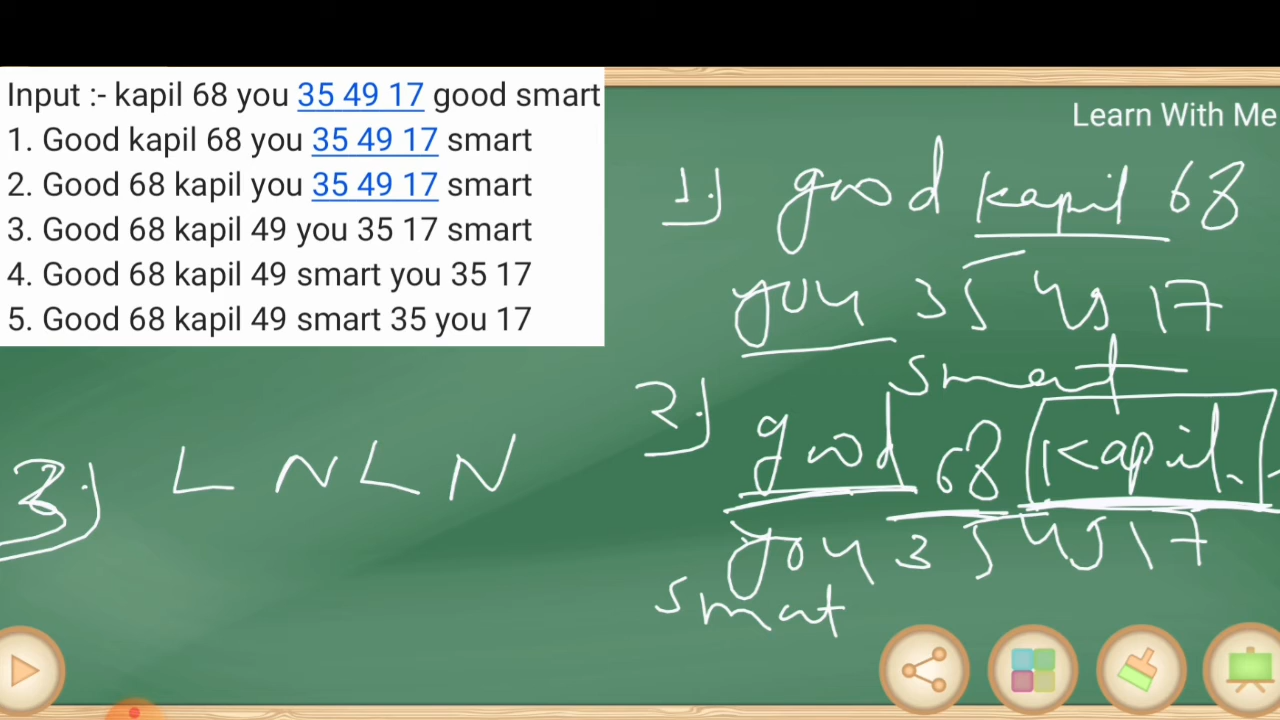 Input :- kapil 68 you 35 49 17 good smart
1. Good kapil 68 you 35 49 17 smart
2. Good 68 kapil you 35 49 17 smart
3. Good 68 kapil 49 you 35 17 smart
4. Good 68 kapil 49 smart you 35 17
5. Good 68 kapil 49 smart 35 you 17
Learn With Me
1.) good kapil 68
you 35 49 17
smart
2.) good 68 kapil
you 35 49 17
smat
3.) L N L N